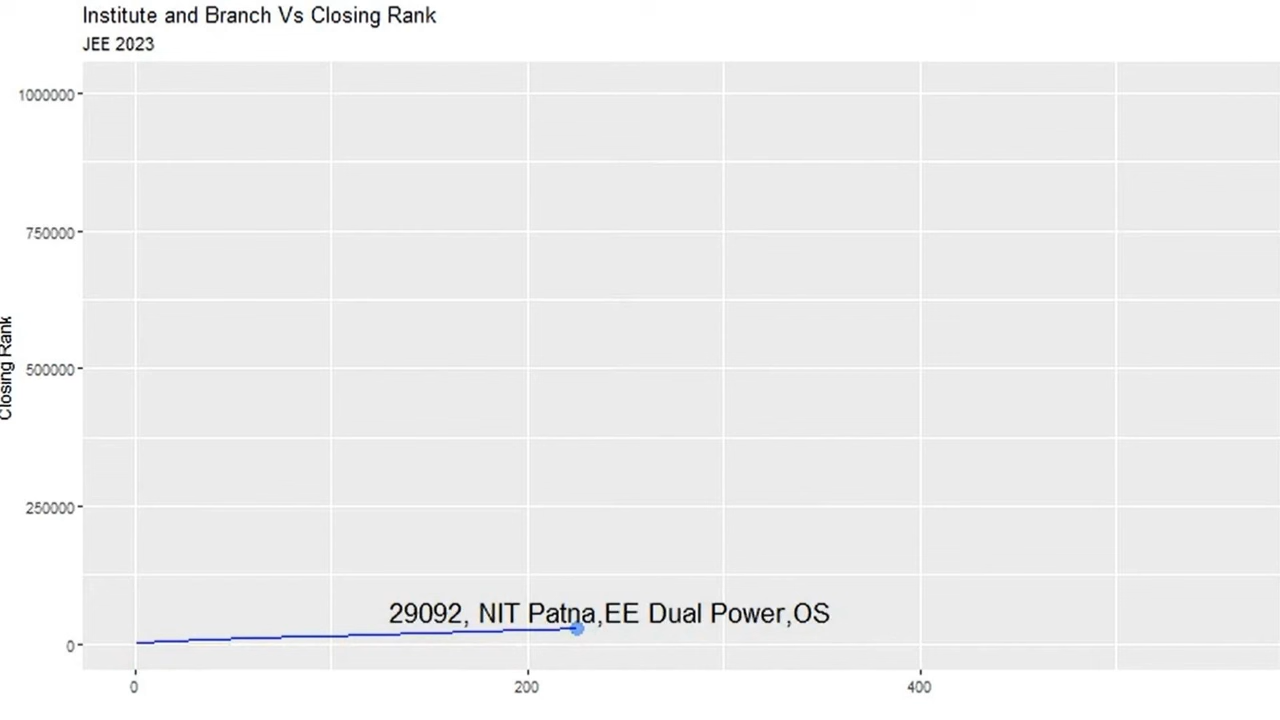 Institute and Branch Vs Closing Rank
JEE 2023
1000000
750000
500000
250000
0
Closing Rank
29092, NIT Patna,EE Dual Power,OS
0 200 400